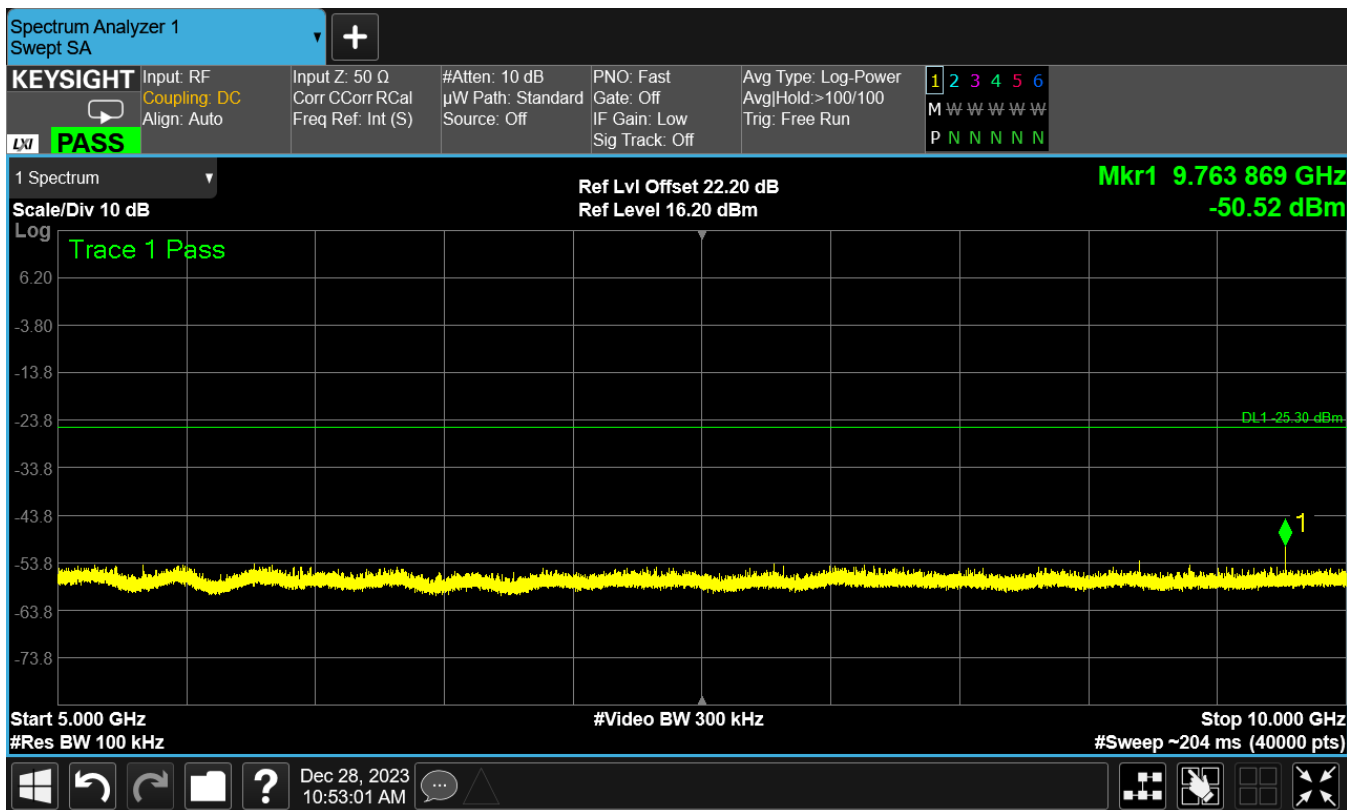 Spectrum Analyzer 1
Swept SA
+
KEYSIGHT
LXI PASS
Input: RF
Coupling: DC
Align: Auto
Input Z: 50 Ω
Corr CCorr RCal
Freq Ref: Int (S)
#Atten: 10 dB
µW Path: Standard
Source: Off
PNO: Fast
Gate: Off
IF Gain: Low
Sig Track: Off
Avg Type: Log-Power
Avg|Hold:>100/100
Trig: Free Run
1 2 3 4 5 6
M W W W W W W
P N N N N N N
1 Spectrum
Scale/Div 10 dB
Log
Ref Lvl Offset 22.20 dB
Ref Level 16.20 dBm
Mkr1 9.763 869 GHz
-50.52 dBm
Trace 1 Pass
6.20
-3.80
-13.8
-23.8
DL1 -25.30 dBm
-33.8
-43.8
1
-53.8
-63.8
-73.8
Start 5.000 GHz
#Res BW 100 kHz
#Video BW 300 kHz
Stop 10.000 GHz
#Sweep ~204 ms (40000 pts)
?
Dec 28, 2023
10:53:01 AM